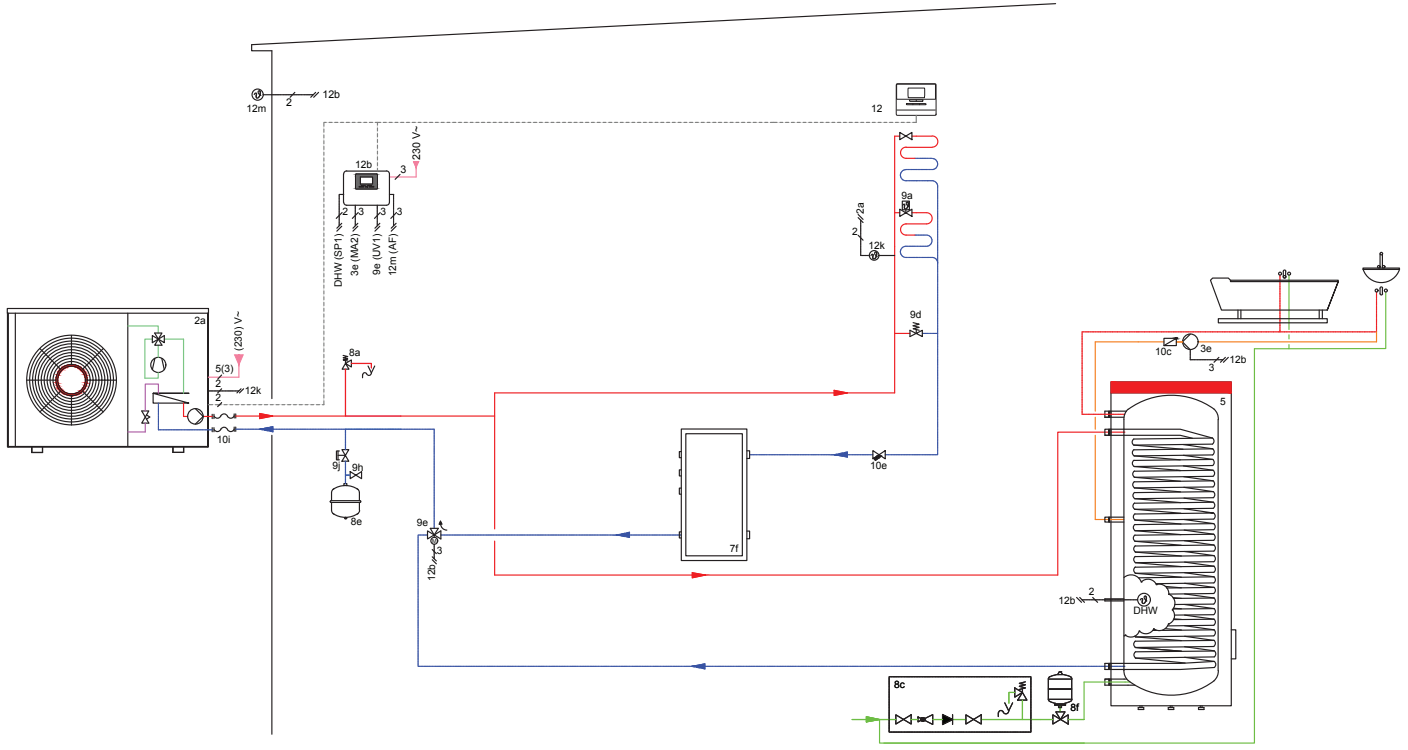 12m
2
12b
12
12b
3
230 V~
2
3
3
3
DHW (SP1)
3e (MA2)
9e (UV1)
12m (AF)
9a
2a
2
12k
9d
2a
(230) V~
5(3)
2
12k
2
10i
8a
10c
3e
12b
3
5
9j
9h
8e
10e
9e
3
12b
7f
12b
2
DHW
8c
8f